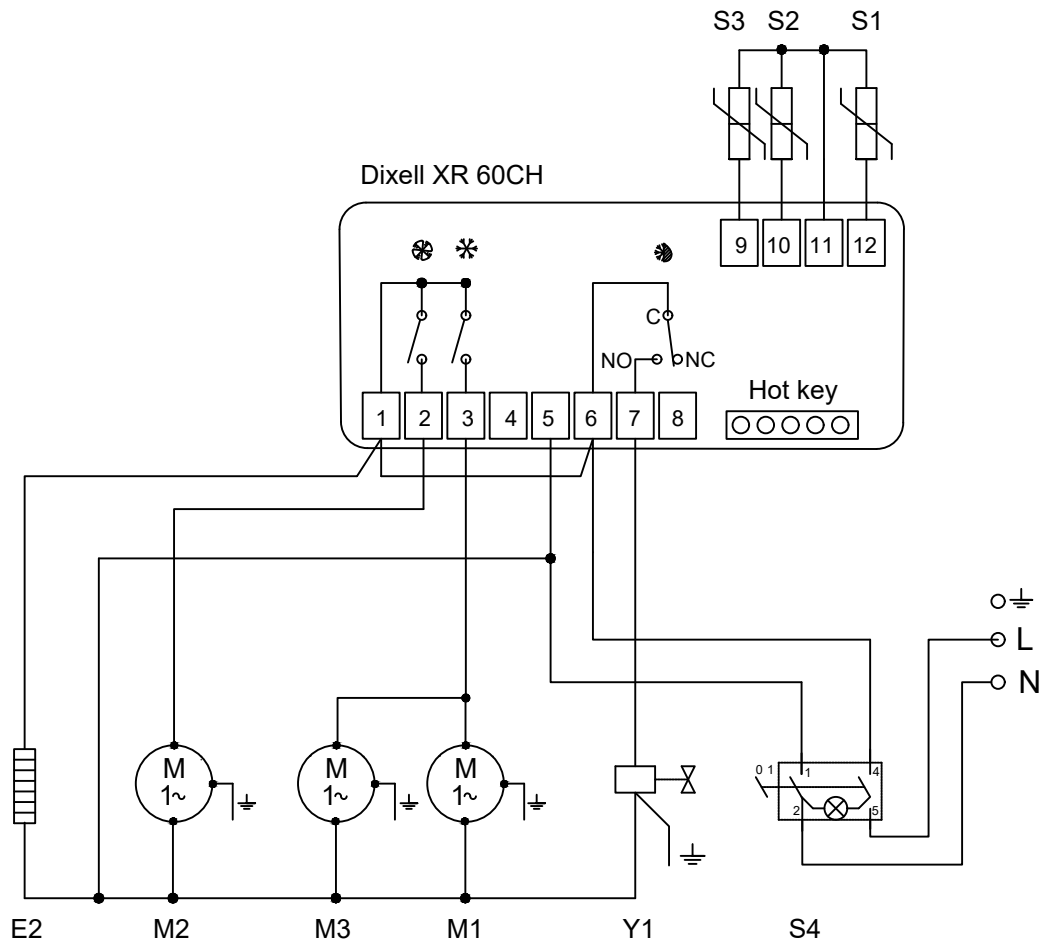 S3 S2 S1
Dixell XR 60CH
9 10 11 12
C
NO NC
Hot key
1 2 3 4 5 6 7 8
L
N
M 1~ M 1~ M 1~
0 1 1 4
2 5
E2 M2 M3 M1 Y1 S4